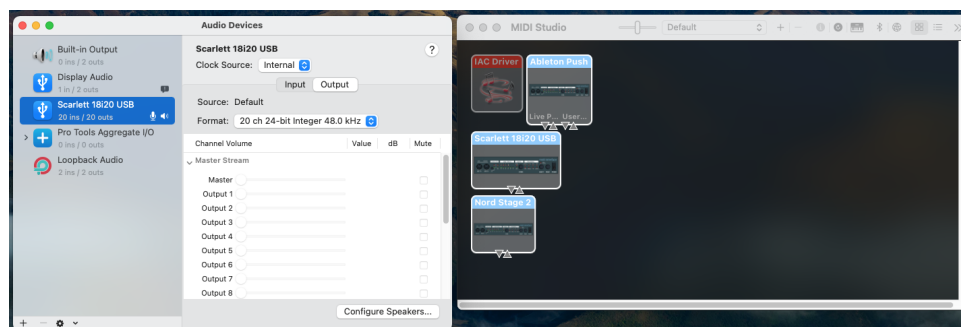 Audio Devices
Built-in Output
0 ins / 2 outs
Display Audio
1 in / 2 outs
Scarlett 18i20 USB
20 ins / 20 outs
Pro Tools Aggregate I/O
0 ins / 0 outs
Loopback Audio
2 ins / 2 outs
Scarlett 18i20 USB
?
Clock Source: Internal
Input Output
Source: Default
Format: 20 ch 24-bit Integer 48.0 kHz
Channel Volume Value dB Mute
Master Stream
Master
Output 1
Output 2
Output 3
Output 4
Output 5
Output 6
Output 7
Output 8
Configure Speakers...
MIDI Studio
Default
IAC Driver
Ableton Push
Live P... User...
Scarlett 18i20 USB
Nord Stage 2